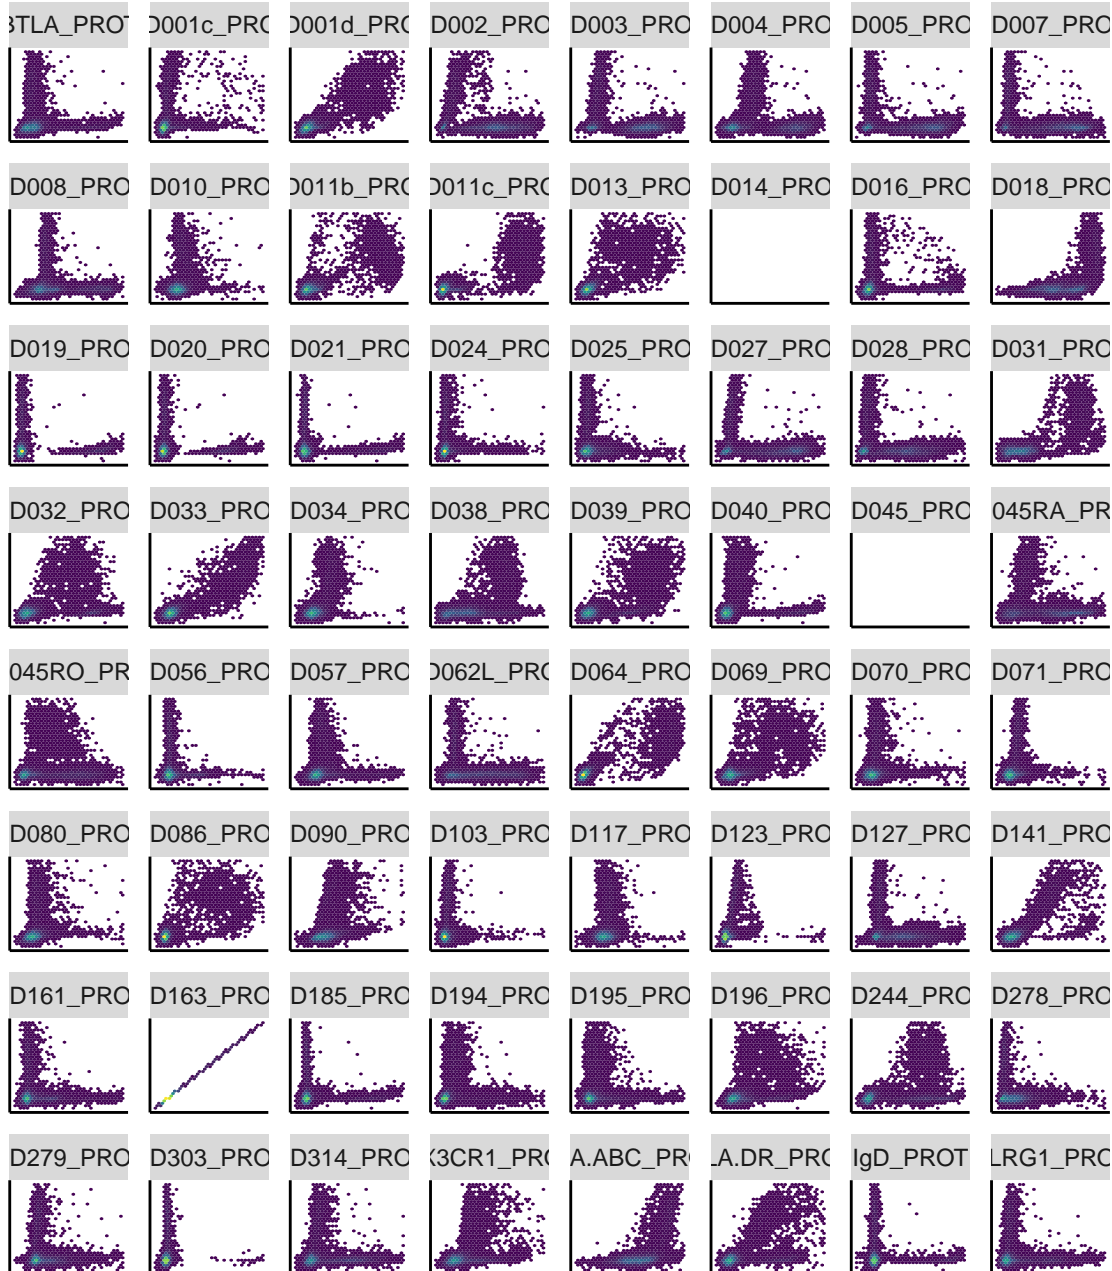 BTLA_PROT D001c_PRO D001d_PRO D002_PRO D003_PRO D004_PRO D005_PRO D007_PRO
D008_PRO D010_PRO D011b_PRO D011c_PRO D013_PRO D014_PRO D016_PRO D018_PRO
D019_PRO D020_PRO D021_PRO D024_PRO D025_PRO D027_PRO D028_PRO D031_PRO
D032_PRO D033_PRO D034_PRO D038_PRO D039_PRO D040_PRO D045_PRO 045RA_PR
045RO_PR D056_PRO D057_PRO D062L_PRO D064_PRO D069_PRO D070_PRO D071_PRO
D080_PRO D086_PRO D090_PRO D103_PRO D117_PRO D123_PRO D127_PRO D141_PRO
D161_PRO D163_PRO D185_PRO D194_PRO D195_PRO D196_PRO D244_PRO D278_PRO
D279_PRO D303_PRO D314_PRO X3CR1_PRO A.ABC_PR LA.DR_PRO IgD_PROT LRG1_PRO